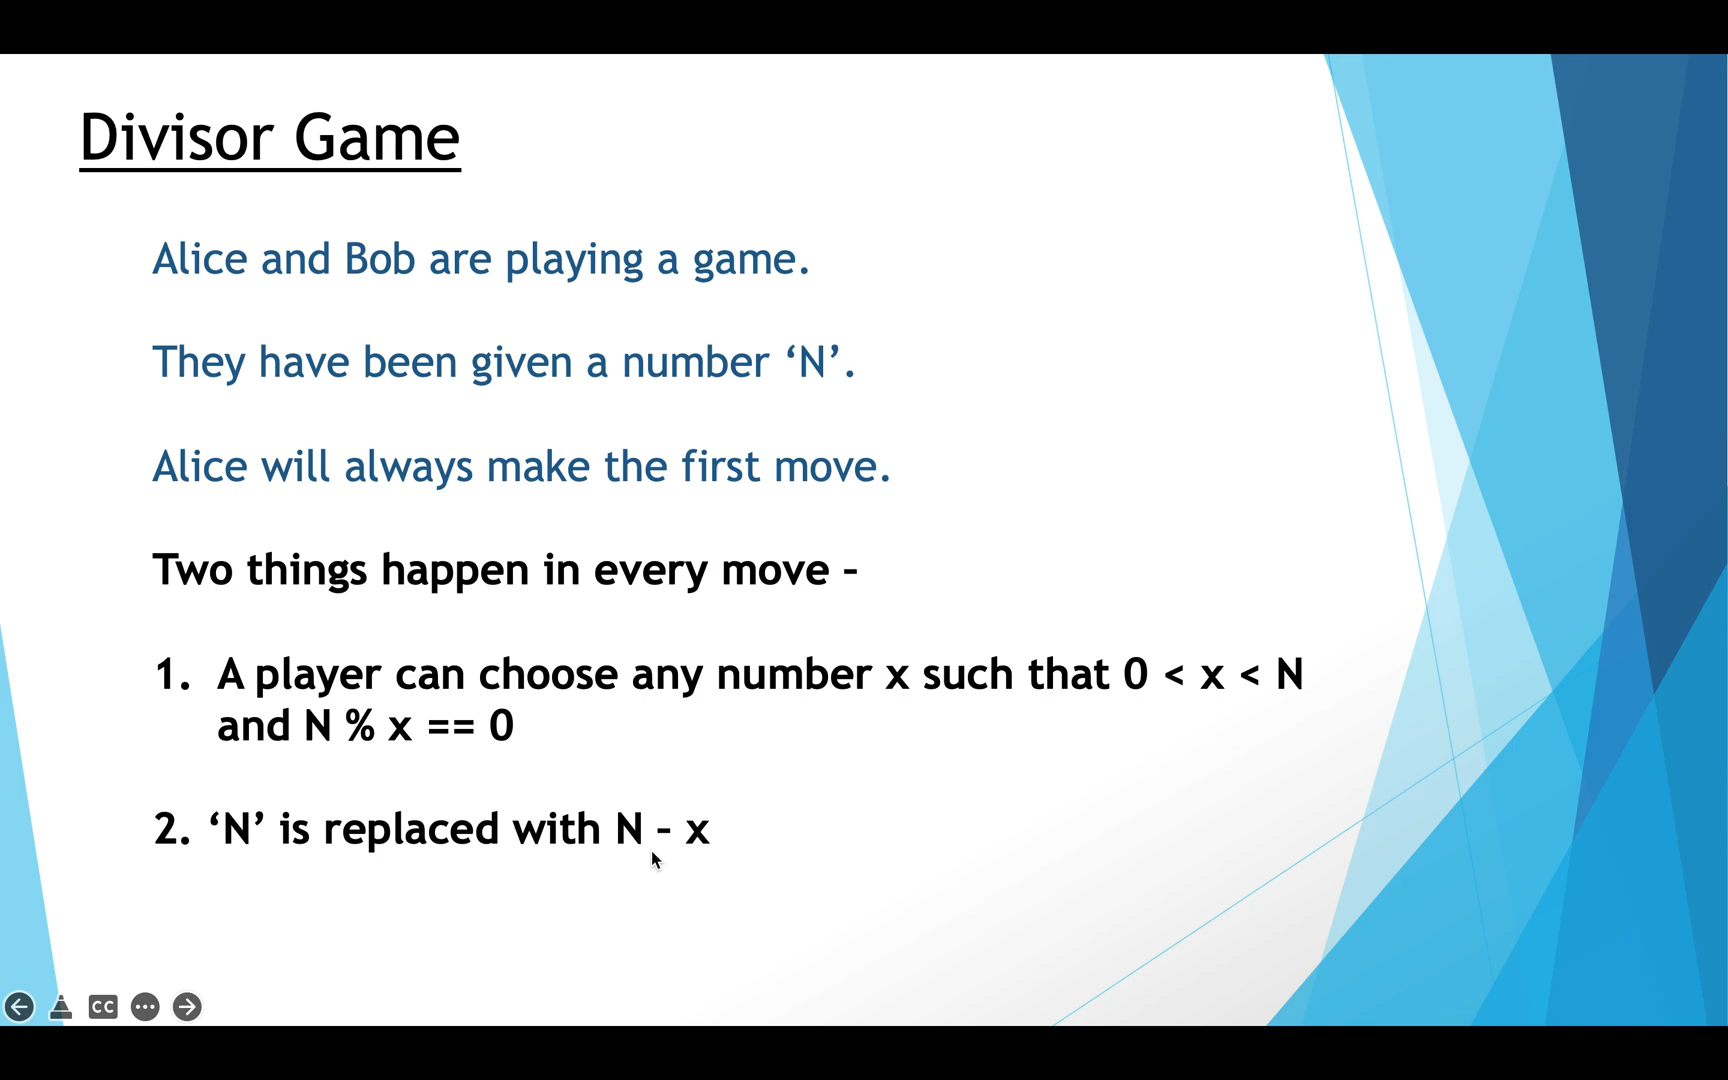 Divisor Game
Alice and Bob are playing a game.
They have been given a number ‘N’.
Alice will always make the first move.
Two things happen in every move –
1. A player can choose any number x such that 0 < x < N
and N % x == 0
2. ‘N’ is replaced with N – x
CC